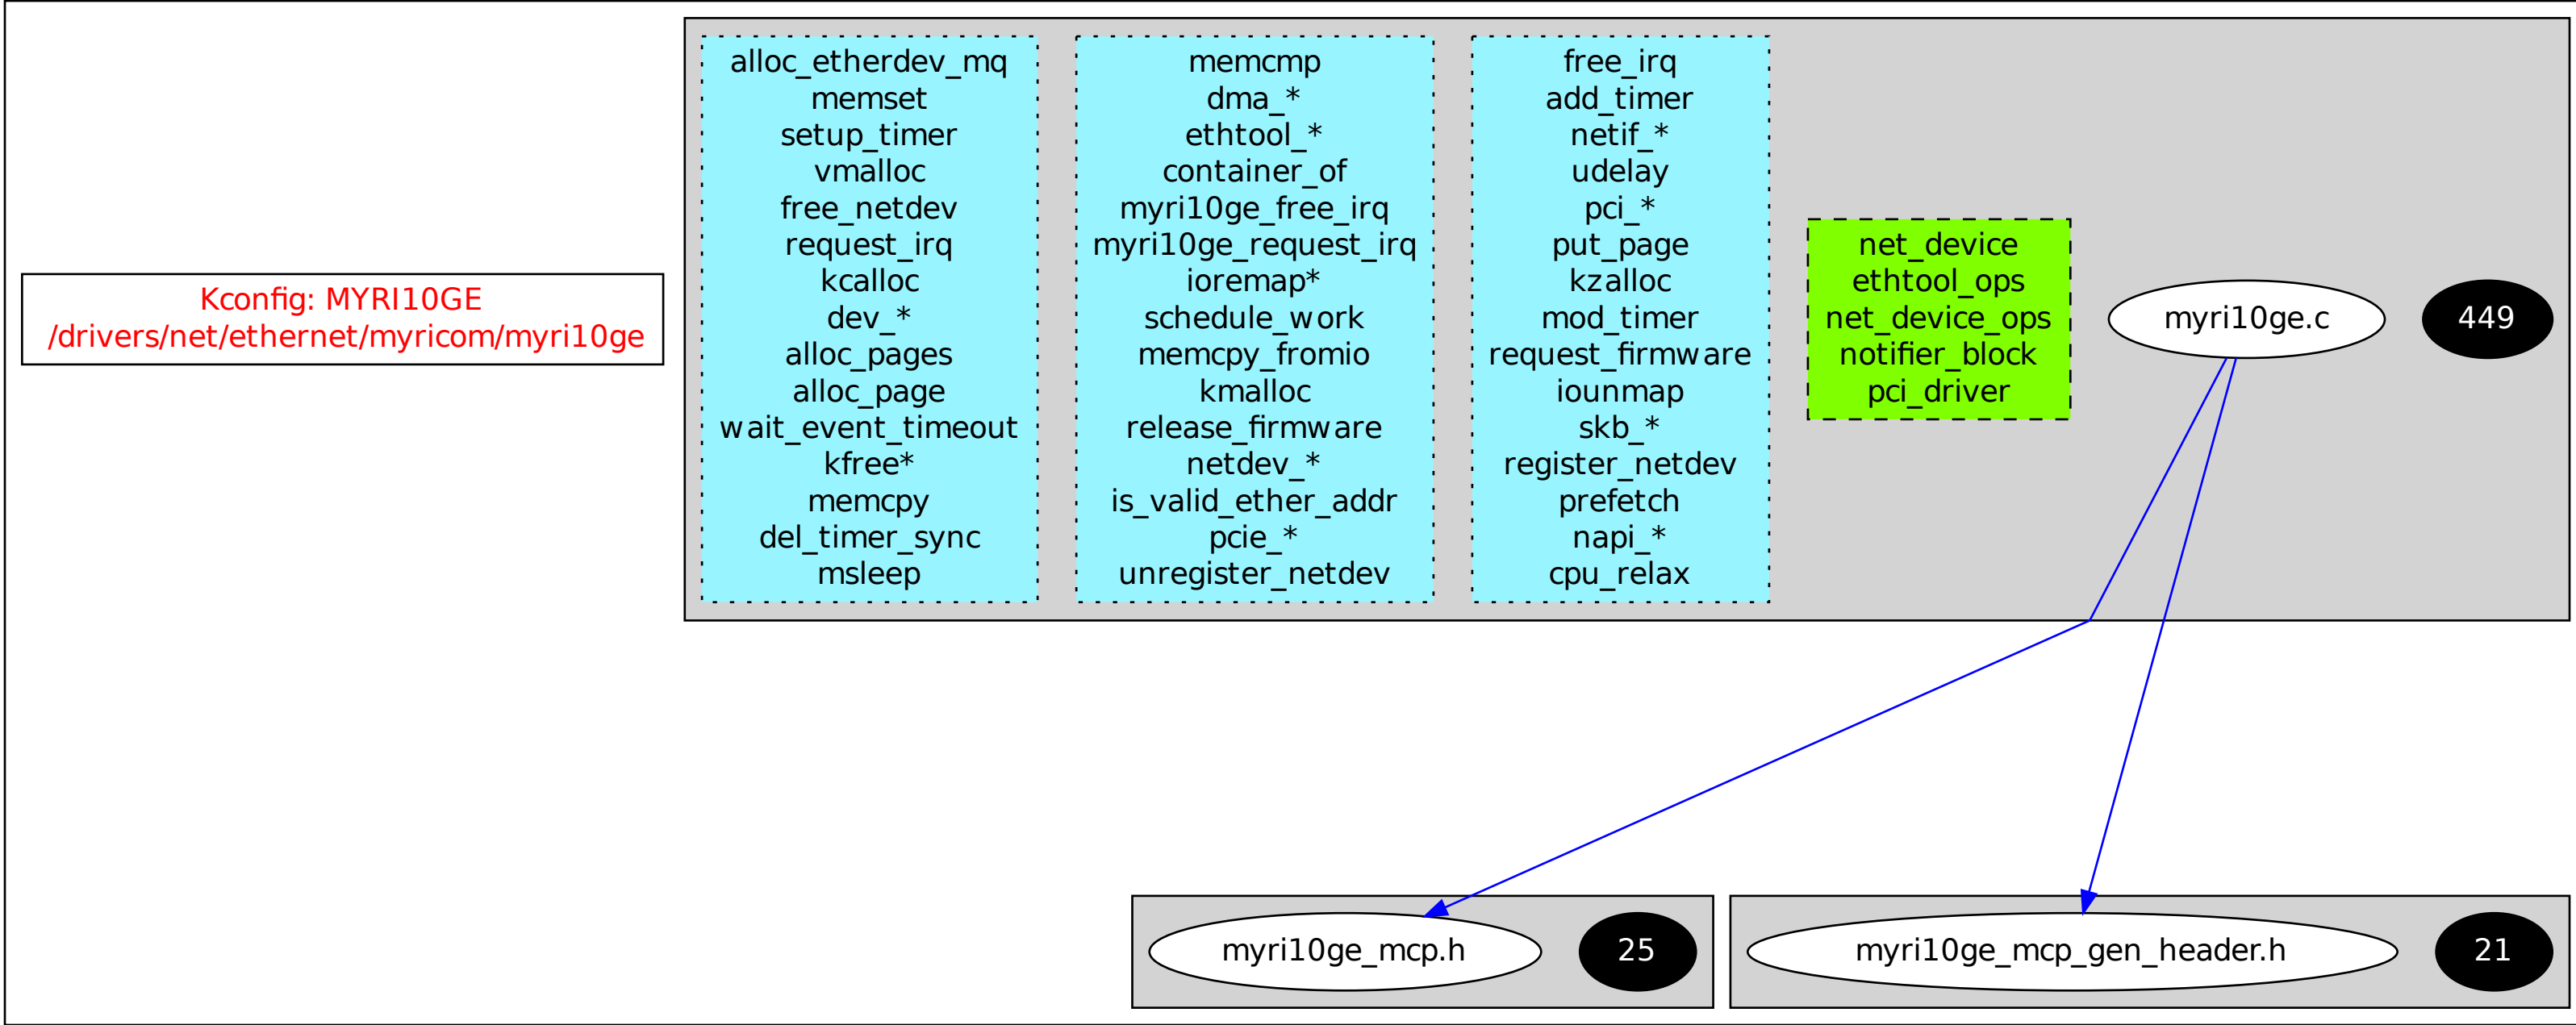 Kconfig: MYRI10GE
/drivers/net/ethernet/myricom/myri10ge
alloc_etherdev_mq
memset
setup_timer
vmalloc
free_netdev
request_irq
kcalloc
dev_*
alloc_pages
alloc_page
wait_event_timeout
kfree*
memcpy
del_timer_sync
msleep
memcmp
dma_*
ethtool_*
container_of
myri10ge_free_irq
myri10ge_request_irq
ioremap*
schedule_work
memcpy_fromio
kmalloc
release_firmware
netdev_*
is_valid_ether_addr
pcie_*
unregister_netdev
free_irq
add_timer
netif_*
udelay
pci_*
put_page
kzalloc
mod_timer
request_firmware
iounmap
skb_*
register_netdev
prefetch
napi_*
cpu_relax
net_device
ethtool_ops
net_device_ops
notifier_block
pci_driver
myri10ge.c
449
myri10ge_mcp.h
25
myri10ge_mcp_gen_header.h
21